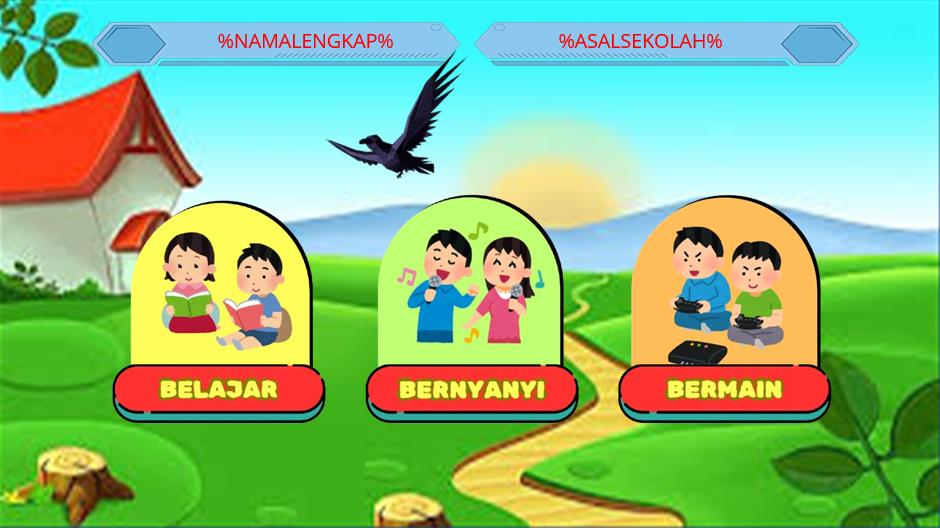 %NAMALENGKAP%
%ASALSEKOLAH%
BELAJAR
BERNYANYI
BERMAIN